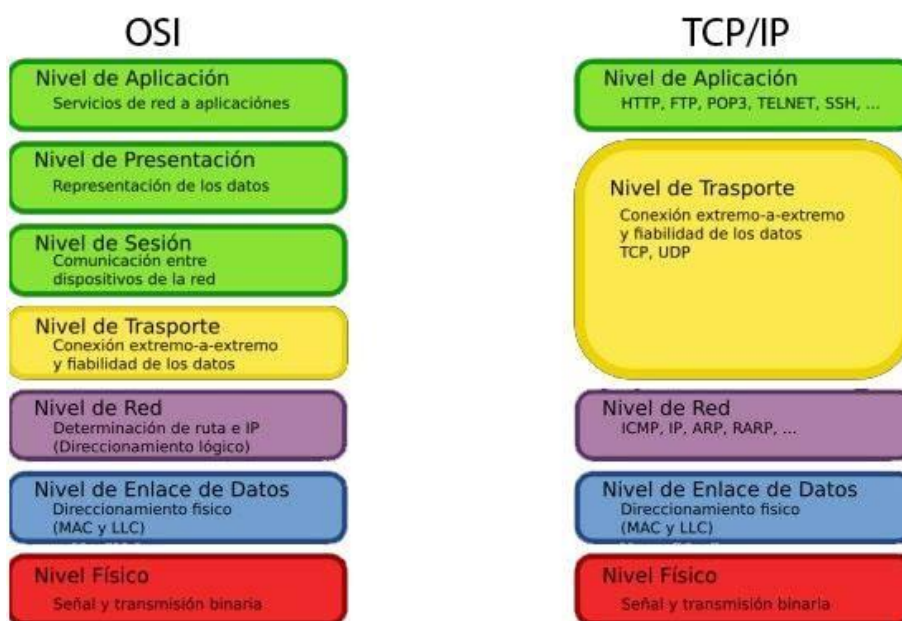 OSI
Nivel de Aplicación
Servicios de red a aplicaciónes
Nivel de Presentación
Representación de los datos
Nivel de Sesión
Comunicación entre
dispositivos de la red
Nivel de Trasporte
Conexión extremo-a-extremo
y fiabilidad de los datos
Nivel de Red
Determinación de ruta e IP
(Direccionamiento lógico)
Nivel de Enlace de Datos
Direccionamiento fisico
(MAC y LLC)
Nivel Físico
Señal y transmisión binaria
TCP/IP
Nivel de Aplicación
HTTP, FTP, POP3, TELNET, SSH, ...
Nivel de Trasporte
Conexión extremo-a-extremo
y fiabilidad de los datos
TCP, UDP
Nivel de Red
ICMP, IP, ARP, RARP, ...
Nivel de Enlace de Datos
Direccionamiento fisico
(MAC y LLC)
Nivel Físico
Señal y transmisión binaria